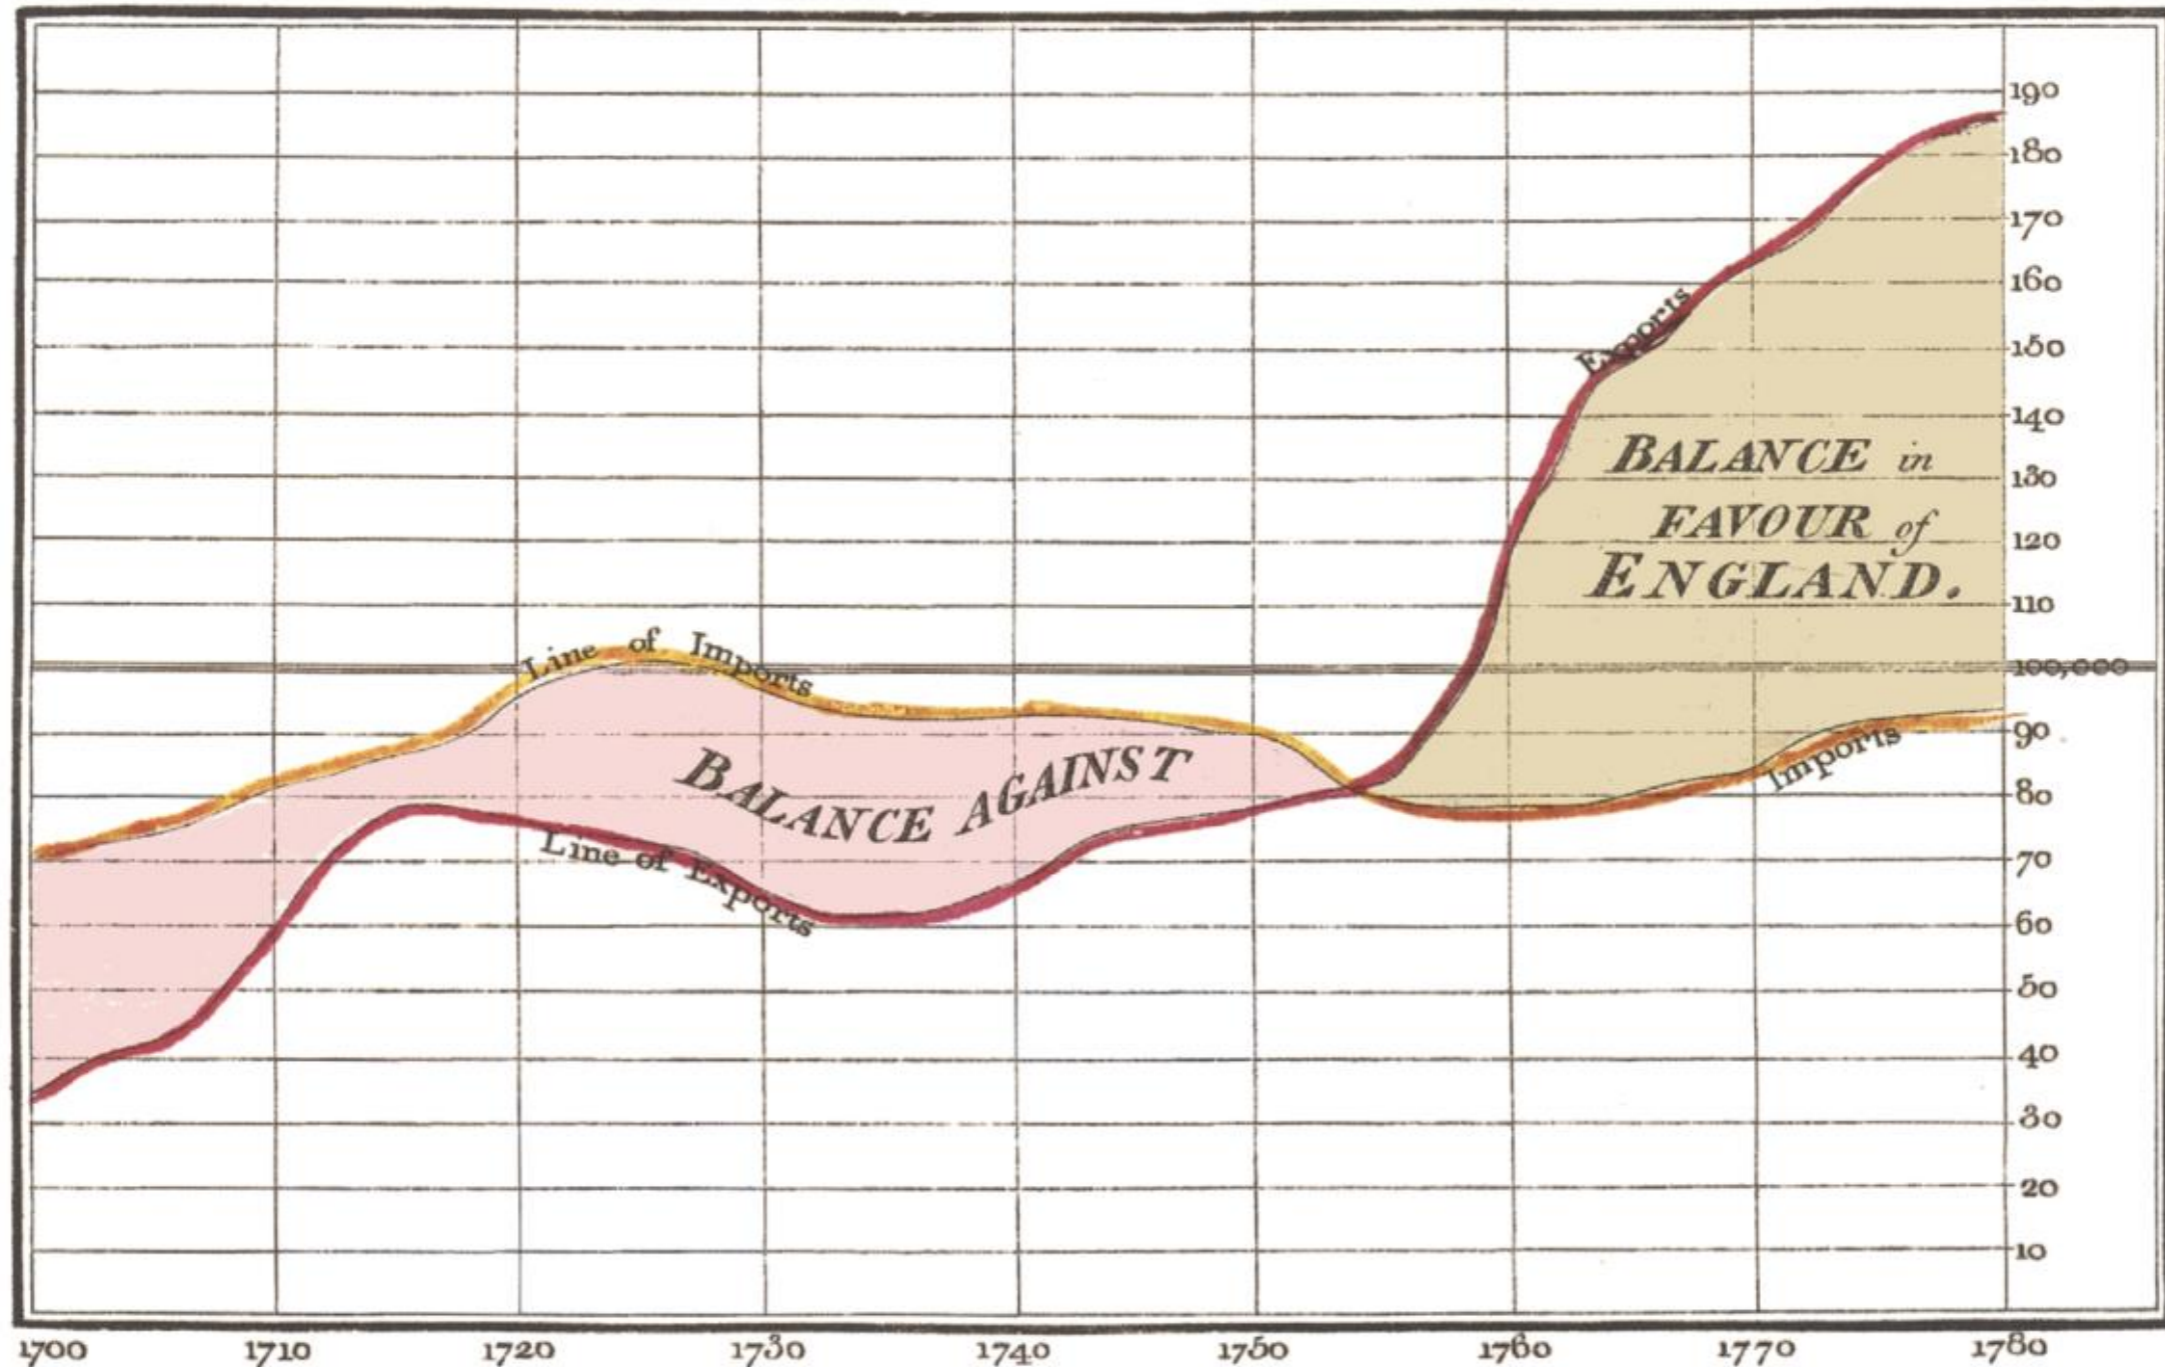 190
180
170
160
150
140
130
120
110
100,000
90
80
70
60
50
40
30
20
10
Exports
BALANCE in
FAVOUR of
ENGLAND.
Line of Imports
BALANCE AGAINST
Imports
Line of Exports
1700 1710 1720 1730 1740 1750 1760 1770 1780